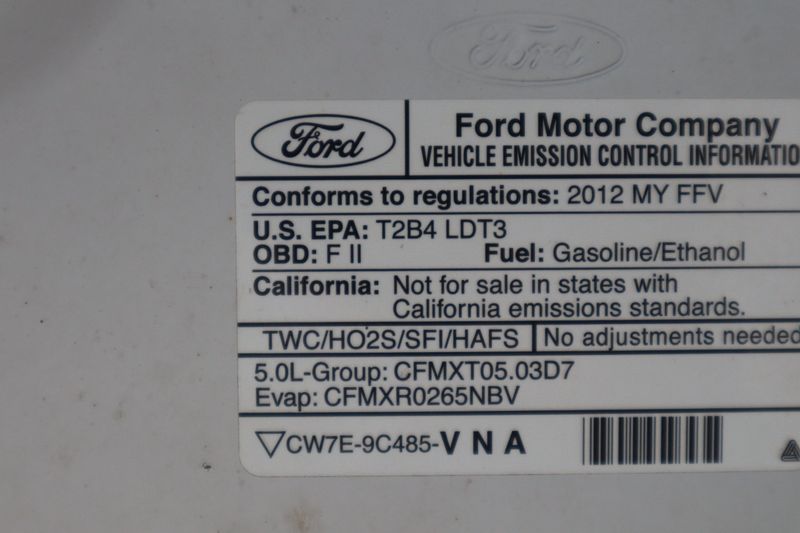 Ford
Ford
Ford Motor Company
VEHICLE EMISSION CONTROL INFORMATIO
Conforms to regulations: 2012 MY FFV
U.S. EPA: T2B4 LDT3
OBD: F II Fuel: Gasoline/Ethanol
California: Not for sale in states with
California emissions standards.
TWC/HO2S/SFI/HAFS No adjustments needed
5.0L-Group: CFMXT05.03D7
Evap: CFMXR0265NBV
CW7E-9C485-VNA